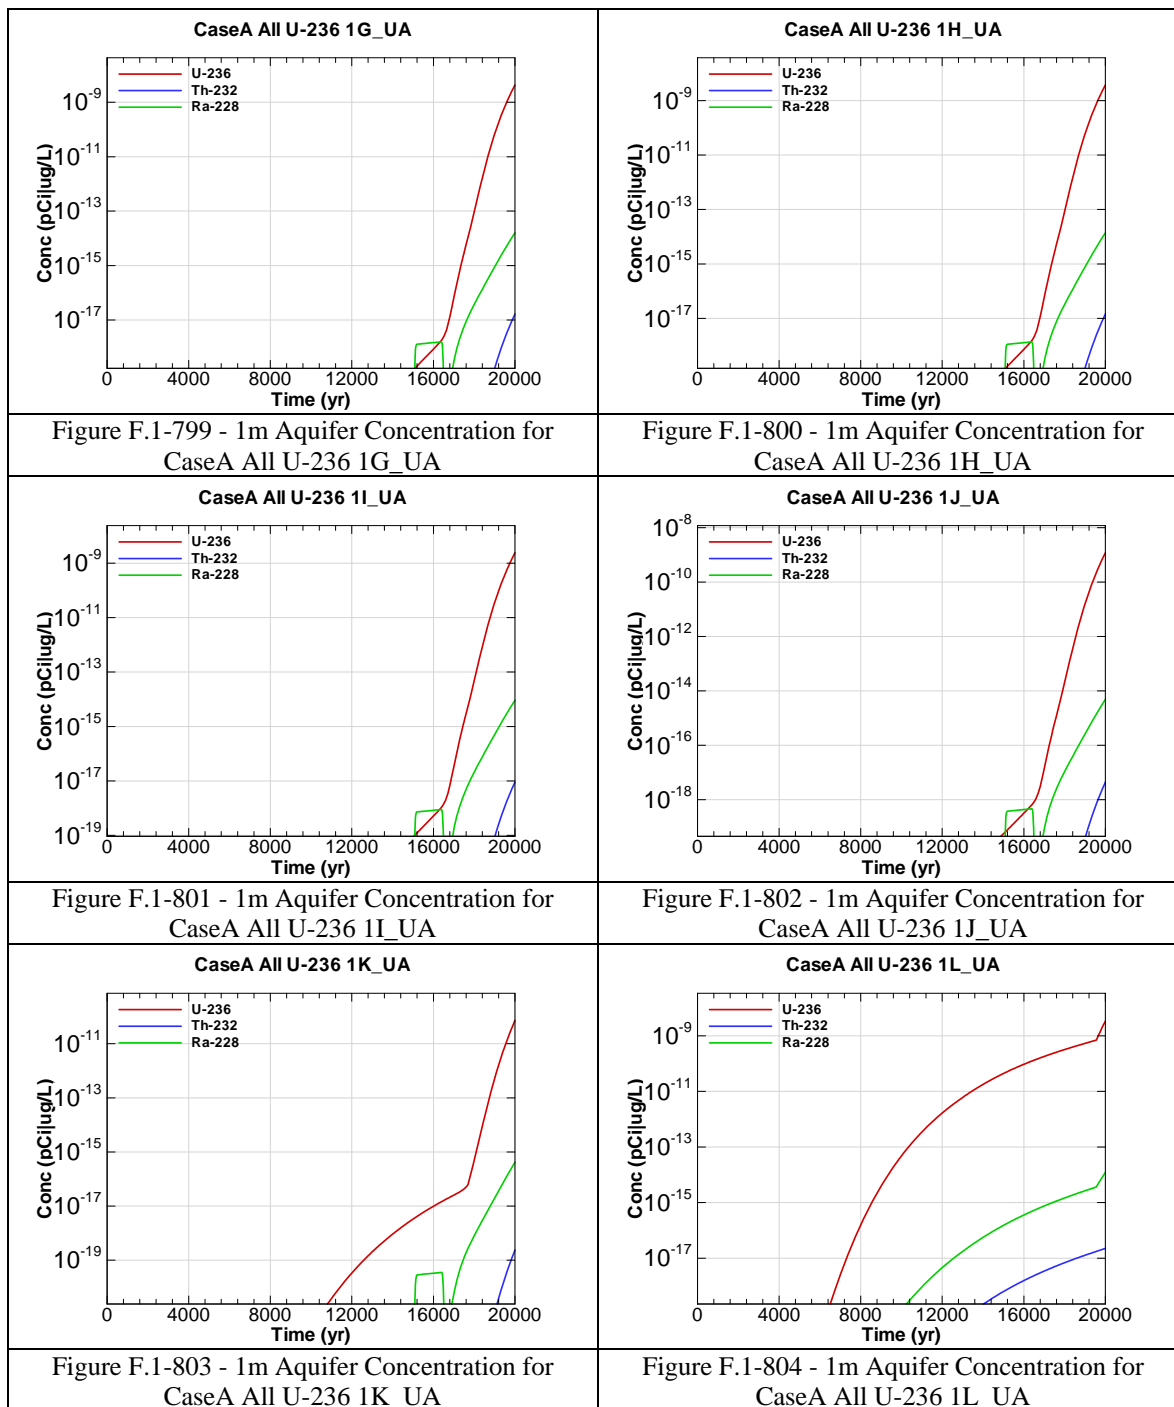 CaseA All U-236 1G_UA
U-236
Th-232
Ra-228
10-9
10-11
10-13
10-15
10-17
Conc (pCi|ug/L)
0 4000 8000 12000 16000 20000
Time (yr)
Figure F.1-799 - 1m Aquifer Concentration for
CaseA All U-236 1G_UA
CaseA All U-236 1H_UA
U-236
Th-232
Ra-228
10-9
10-11
10-13
10-15
10-17
Conc (pCi|ug/L)
0 4000 8000 12000 16000 20000
Time (yr)
Figure F.1-800 - 1m Aquifer Concentration for
CaseA All U-236 1H_UA
CaseA All U-236 1I_UA
U-236
Th-232
Ra-228
10-9
10-11
10-13
10-15
10-17
10-19
Conc (pCi|ug/L)
0 4000 8000 12000 16000 20000
Time (yr)
Figure F.1-801 - 1m Aquifer Concentration for
CaseA All U-236 1I_UA
CaseA All U-236 1J_UA
U-236
Th-232
Ra-228
10-8
10-10
10-12
10-14
10-16
10-18
Conc (pCi|ug/L)
0 4000 8000 12000 16000 20000
Time (yr)
Figure F.1-802 - 1m Aquifer Concentration for
CaseA All U-236 1J_UA
CaseA All U-236 1K_UA
U-236
Th-232
Ra-228
10-11
10-13
10-15
10-17
10-19
Conc (pCi|ug/L)
0 4000 8000 12000 16000 20000
Time (yr)
Figure F.1-803 - 1m Aquifer Concentration for
CaseA All U-236 1K_UA
CaseA All U-236 1L_UA
U-236
Th-232
Ra-228
10-9
10-11
10-13
10-15
10-17
Conc (pCi|ug/L)
0 4000 8000 12000 16000 20000
Time (yr)
Figure F.1-804 - 1m Aquifer Concentration for
CaseA All U-236 1L_UA